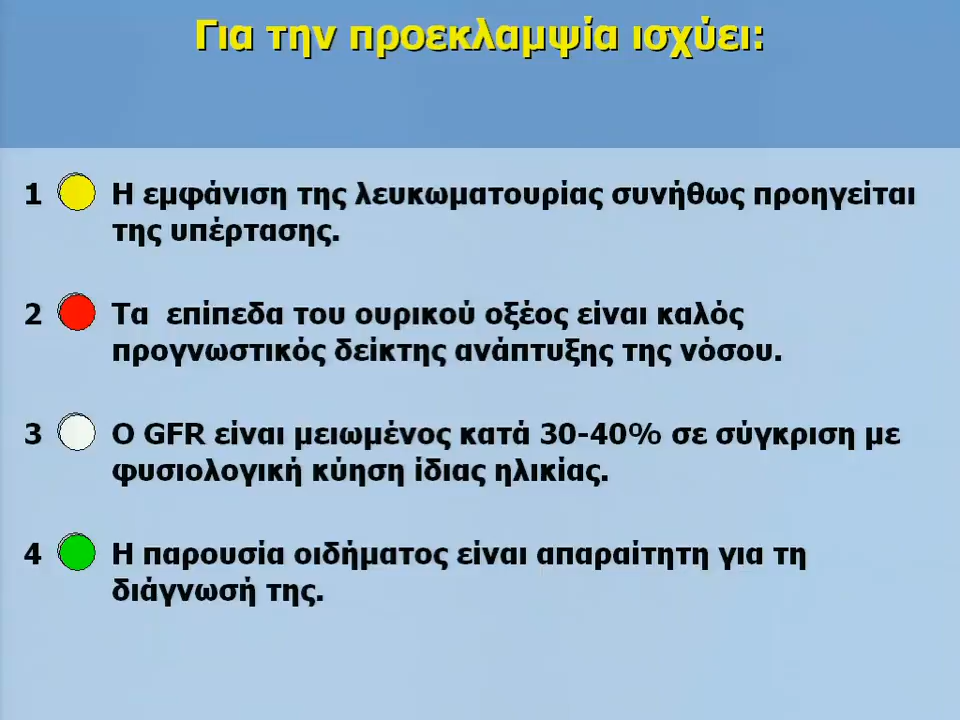 Για την προεκλαμψία ισχύει:
1 Η εμφάνιση της λευκωματουρίας συνήθως προηγείται
της υπέρτασης.
2 Τα επίπεδα του ουρικού οξέος είναι καλός
προγνωστικός δείκτης ανάπτυξης της νόσου.
3 Ο GFR είναι μειωμένος κατά 30-40% σε σύγκριση με
φυσιολογική κύηση ίδιας ηλικίας.
4 Η παρουσία οιδήματος είναι απαραίτητη για τη
διάγνωσή της.